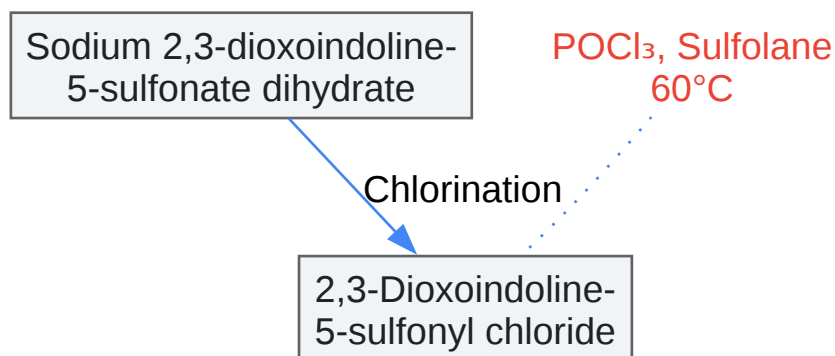 Sodium 2,3-dioxoindoline-
5-sulfonate dihydrate
POCl₃, Sulfolane
60°C
Chlorination
2,3-Dioxoindoline-
5-sulfonyl chloride